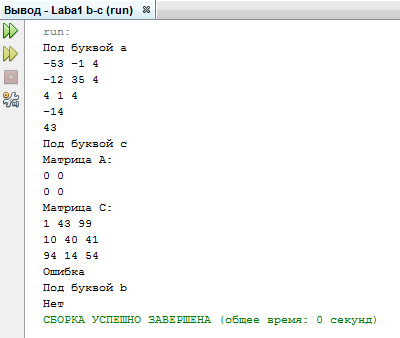 Вывод - Laba1 b-c (run)
run:
Под буквой a
-53 -1 4
-12 35 4
4 1 4
-14
43
Под буквой c
Матрица A:
0 0
0 0
Матрица C:
1 43 99
10 40 41
94 14 54
Ошибка
Под буквой b
Нет
СБОРКА УСПЕШНО ЗАВЕРШЕНА (общее время: 0 секунд)